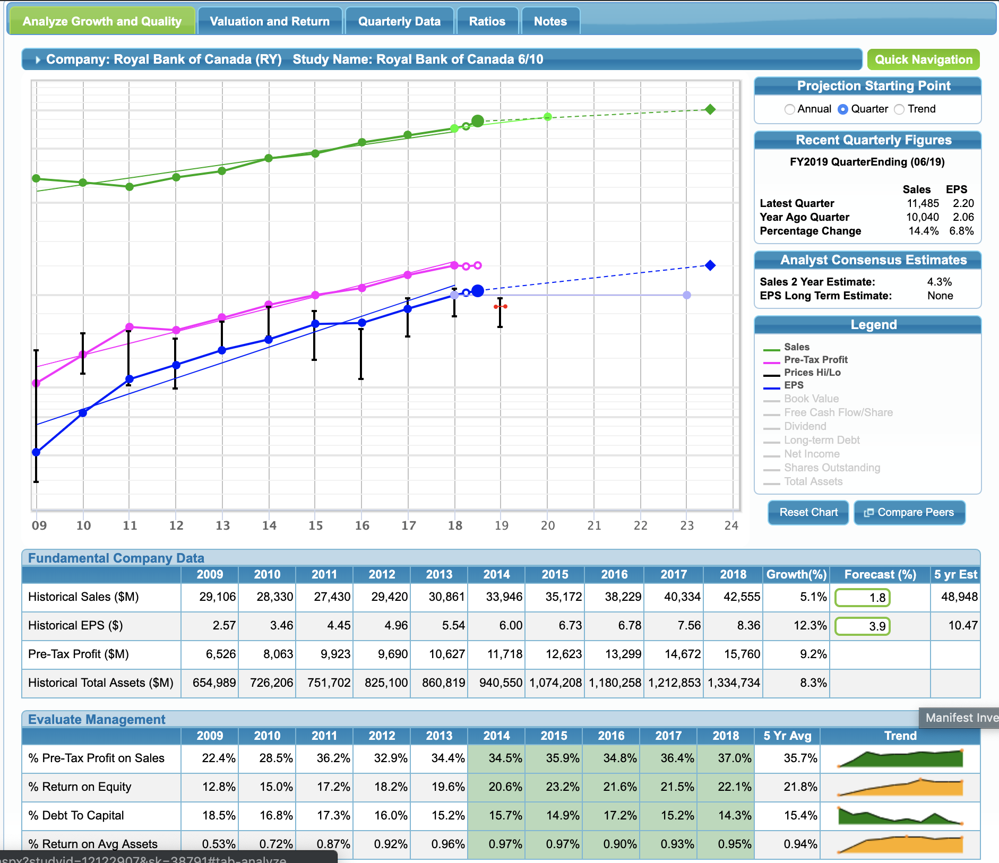 Analyze Growth and Quality Valuation and Return Quarterly Data Ratios Notes
Company: Royal Bank of Canada (RY) Study Name: Royal Bank of Canada 6/10
Quick Navigation
09 10 11 12 13 14 15 16 17 18 19 20 21 22 23 24
Projection Starting Point
Annual Quarter Trend
Recent Quarterly Figures
FY2019 QuarterEnding (06/19)
Sales EPS
Latest Quarter 11,485 2.20
Year Ago Quarter 10,040 2.06
Percentage Change 14.4% 6.8%
Analyst Consensus Estimates
Sales 2 Year Estimate: 4.3%
EPS Long Term Estimate: None
Legend
Sales
Pre-Tax Profit
Prices Hi/Lo
EPS
Book Value
Free Cash Flow/Share
Dividend
Long-term Debt
Net Income
Shares Outstanding
Total Assets
Reset Chart Compare Peers
Fundamental Company Data
2009 2010 2011 2012 2013 2014 2015 2016 2017 2018 Growth(%) Forecast (%) 5 yr Est
Historical Sales ($M) 29,106 28,330 27,430 29,420 30,861 33,946 35,172 38,229 40,334 42,555 5.1% 1.8 48,948
Historical EPS ($) 2.57 3.46 4.45 4.96 5.54 6.00 6.73 6.78 7.56 8.36 12.3% 3.9 10.47
Pre-Tax Profit ($M) 6,526 8,063 9,923 9,690 10,627 11,718 12,623 13,299 14,672 15,760 9.2%
Historical Total Assets ($M) 654,989 726,206 751,702 825,100 860,819 940,550 1,074,208 1,180,258 1,212,853 1,334,734 8.3%
Evaluate Management
Manifest Inve
2009 2010 2011 2012 2013 2014 2015 2016 2017 2018 5 Yr Avg Trend
% Pre-Tax Profit on Sales 22.4% 28.5% 36.2% 32.9% 34.4% 34.5% 35.9% 34.8% 36.4% 37.0% 35.7%
% Return on Equity 12.8% 15.0% 17.2% 18.2% 19.6% 20.6% 23.2% 21.6% 21.5% 22.1% 21.8%
% Debt To Capital 18.5% 16.8% 17.3% 16.0% 15.2% 15.7% 14.9% 17.2% 15.2% 14.3% 15.4%
% Return on Avg Assets 0.53% 0.72% 0.87% 0.92% 0.96% 0.97% 0.97% 0.90% 0.93% 0.95% 0.94%
aspx?studyid=12122907&sk=38791#tab-analyze